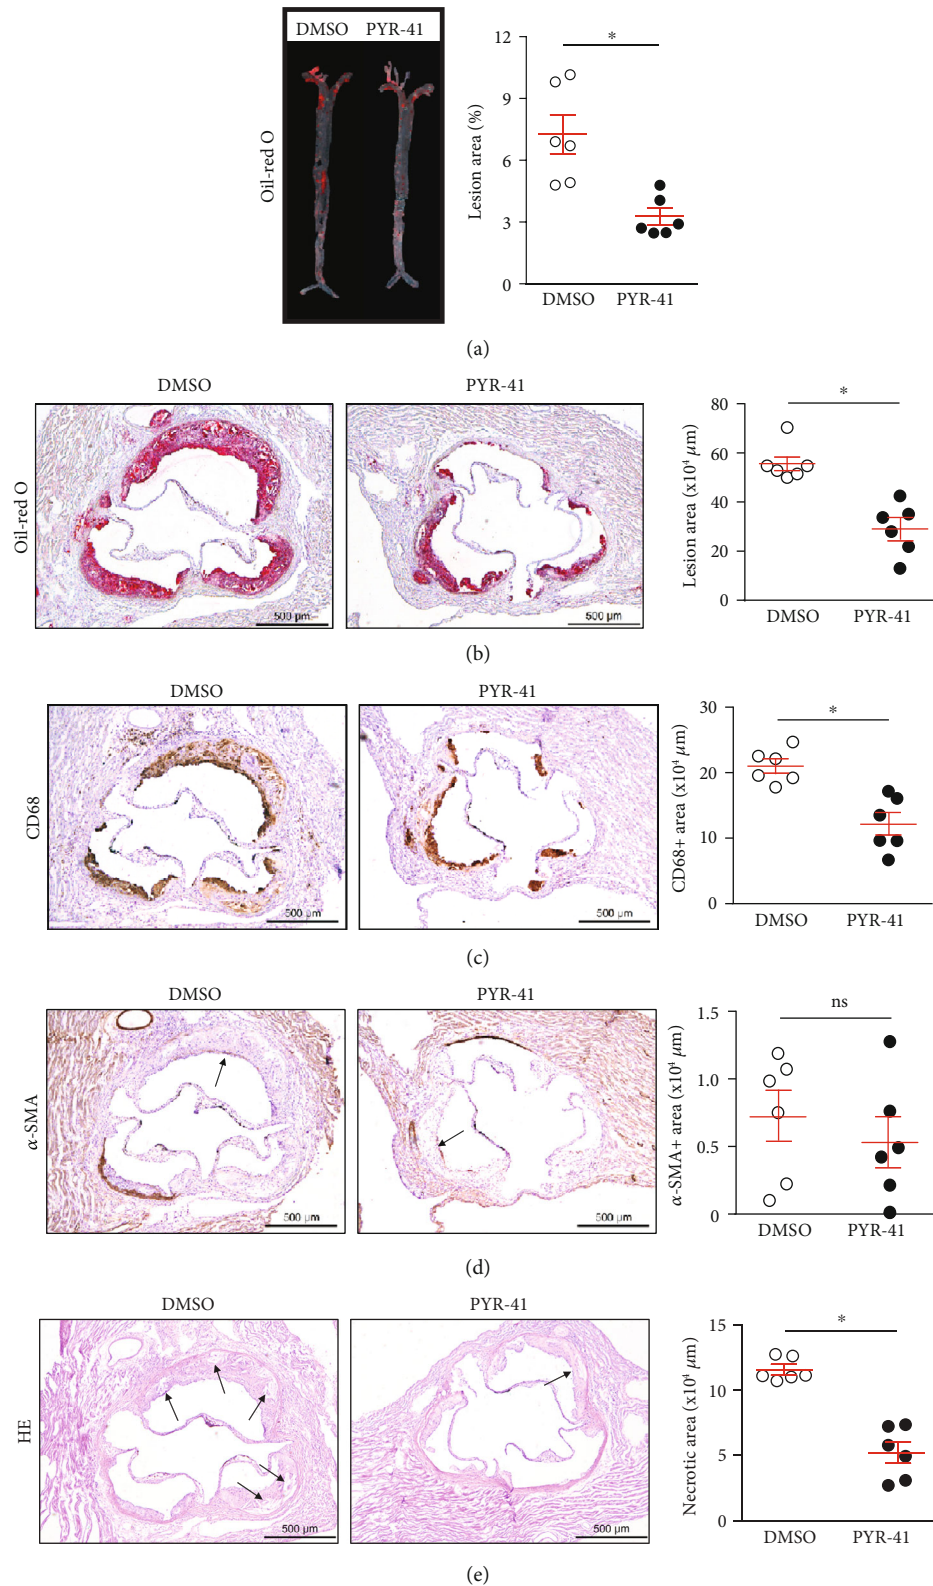 DMSO PYR-41
Oil-red O
Lesion area (%)
12
9
6
3
0
*
DMSO PYR-41
(a)
DMSO PYR-41
Oil-red O
500 µm
500 µm
Lesion area (x10⁴ µm)
80
60
40
20
0
*
DMSO PYR-41
(b)
DMSO PYR-41
CD68
500 µm
500 µm
CD68+ area (x10⁴ µm)
30
20
10
0
*
DMSO PYR-41
(c)
DMSO PYR-41
α-SMA
500 µm
500 µm
α-SMA+ area (x10⁴ µm)
1.5
1.0
0.5
0
ns
DMSO PYR-41
(d)
DMSO PYR-41
HE
500 µm
500 µm
Necrotic area (x10⁴ µm)
15
10
5
0
*
DMSO PYR-41
(e)